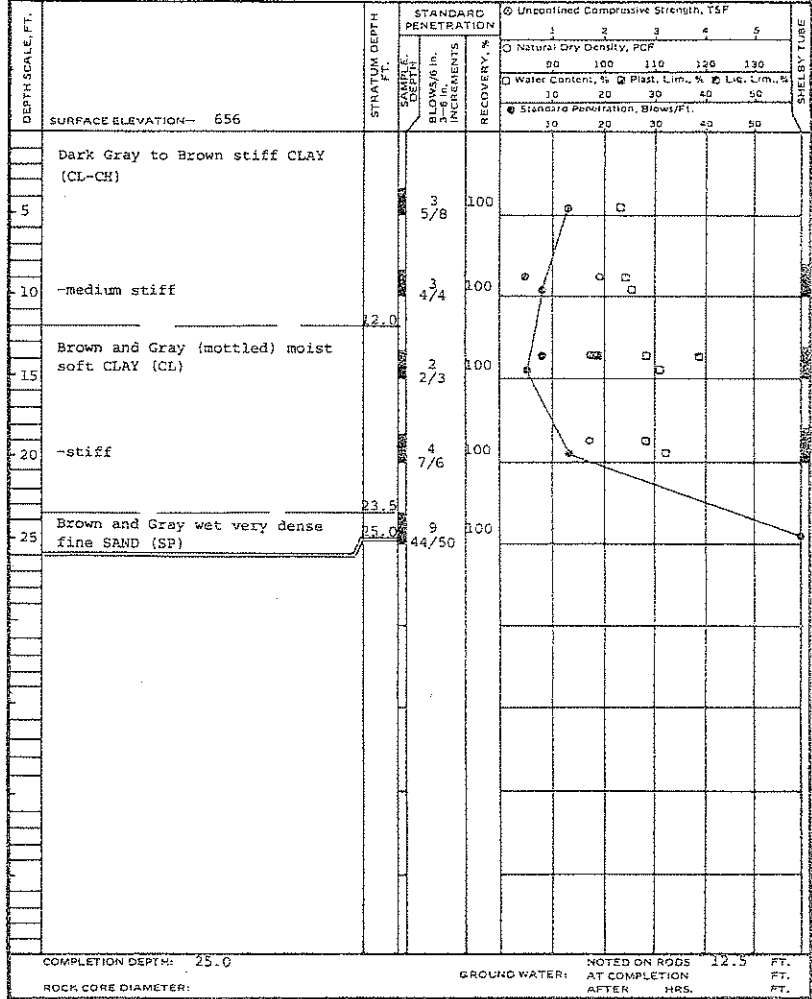 DEPTH SCALE, FT.
SURFACE ELEVATION— 656
STRATUM DEPTH FT.
STANDARD PENETRATION
SAMPLE DEPTH
BLOWS/6 in.
3—6 in.
INCREMENTS
RECOVERY, %
Unconfined Compressive Strength, TSF
1 2 3 4 5
Natural Dry Density, PCF
90 100 110 120 130
Water Content, % Plast. Lim., % Liq. Lim., %
10 20 30 40 50
Standard Penetration, Blows/Ft.
10 20 30 40 50
SHELBY TUBE
Dark Gray to Brown stiff CLAY
(CL-CH)
5
3
5/8
100
-medium stiff
10
3
4/4
100
12.0
Brown and Gray (mottled) moist
soft CLAY (CL)
15
2
2/3
100
-stiff
20
4
7/6
100
23.5
Brown and Gray wet very dense
fine SAND (SP)
25.0
25
9
44/50
100
COMPLETION DEPTH: 25.0
ROCK CORE DIAMETER:
GROUND WATER:
NOTED ON RODS 12.5 FT.
AT COMPLETION FT.
AFTER HRS. FT.